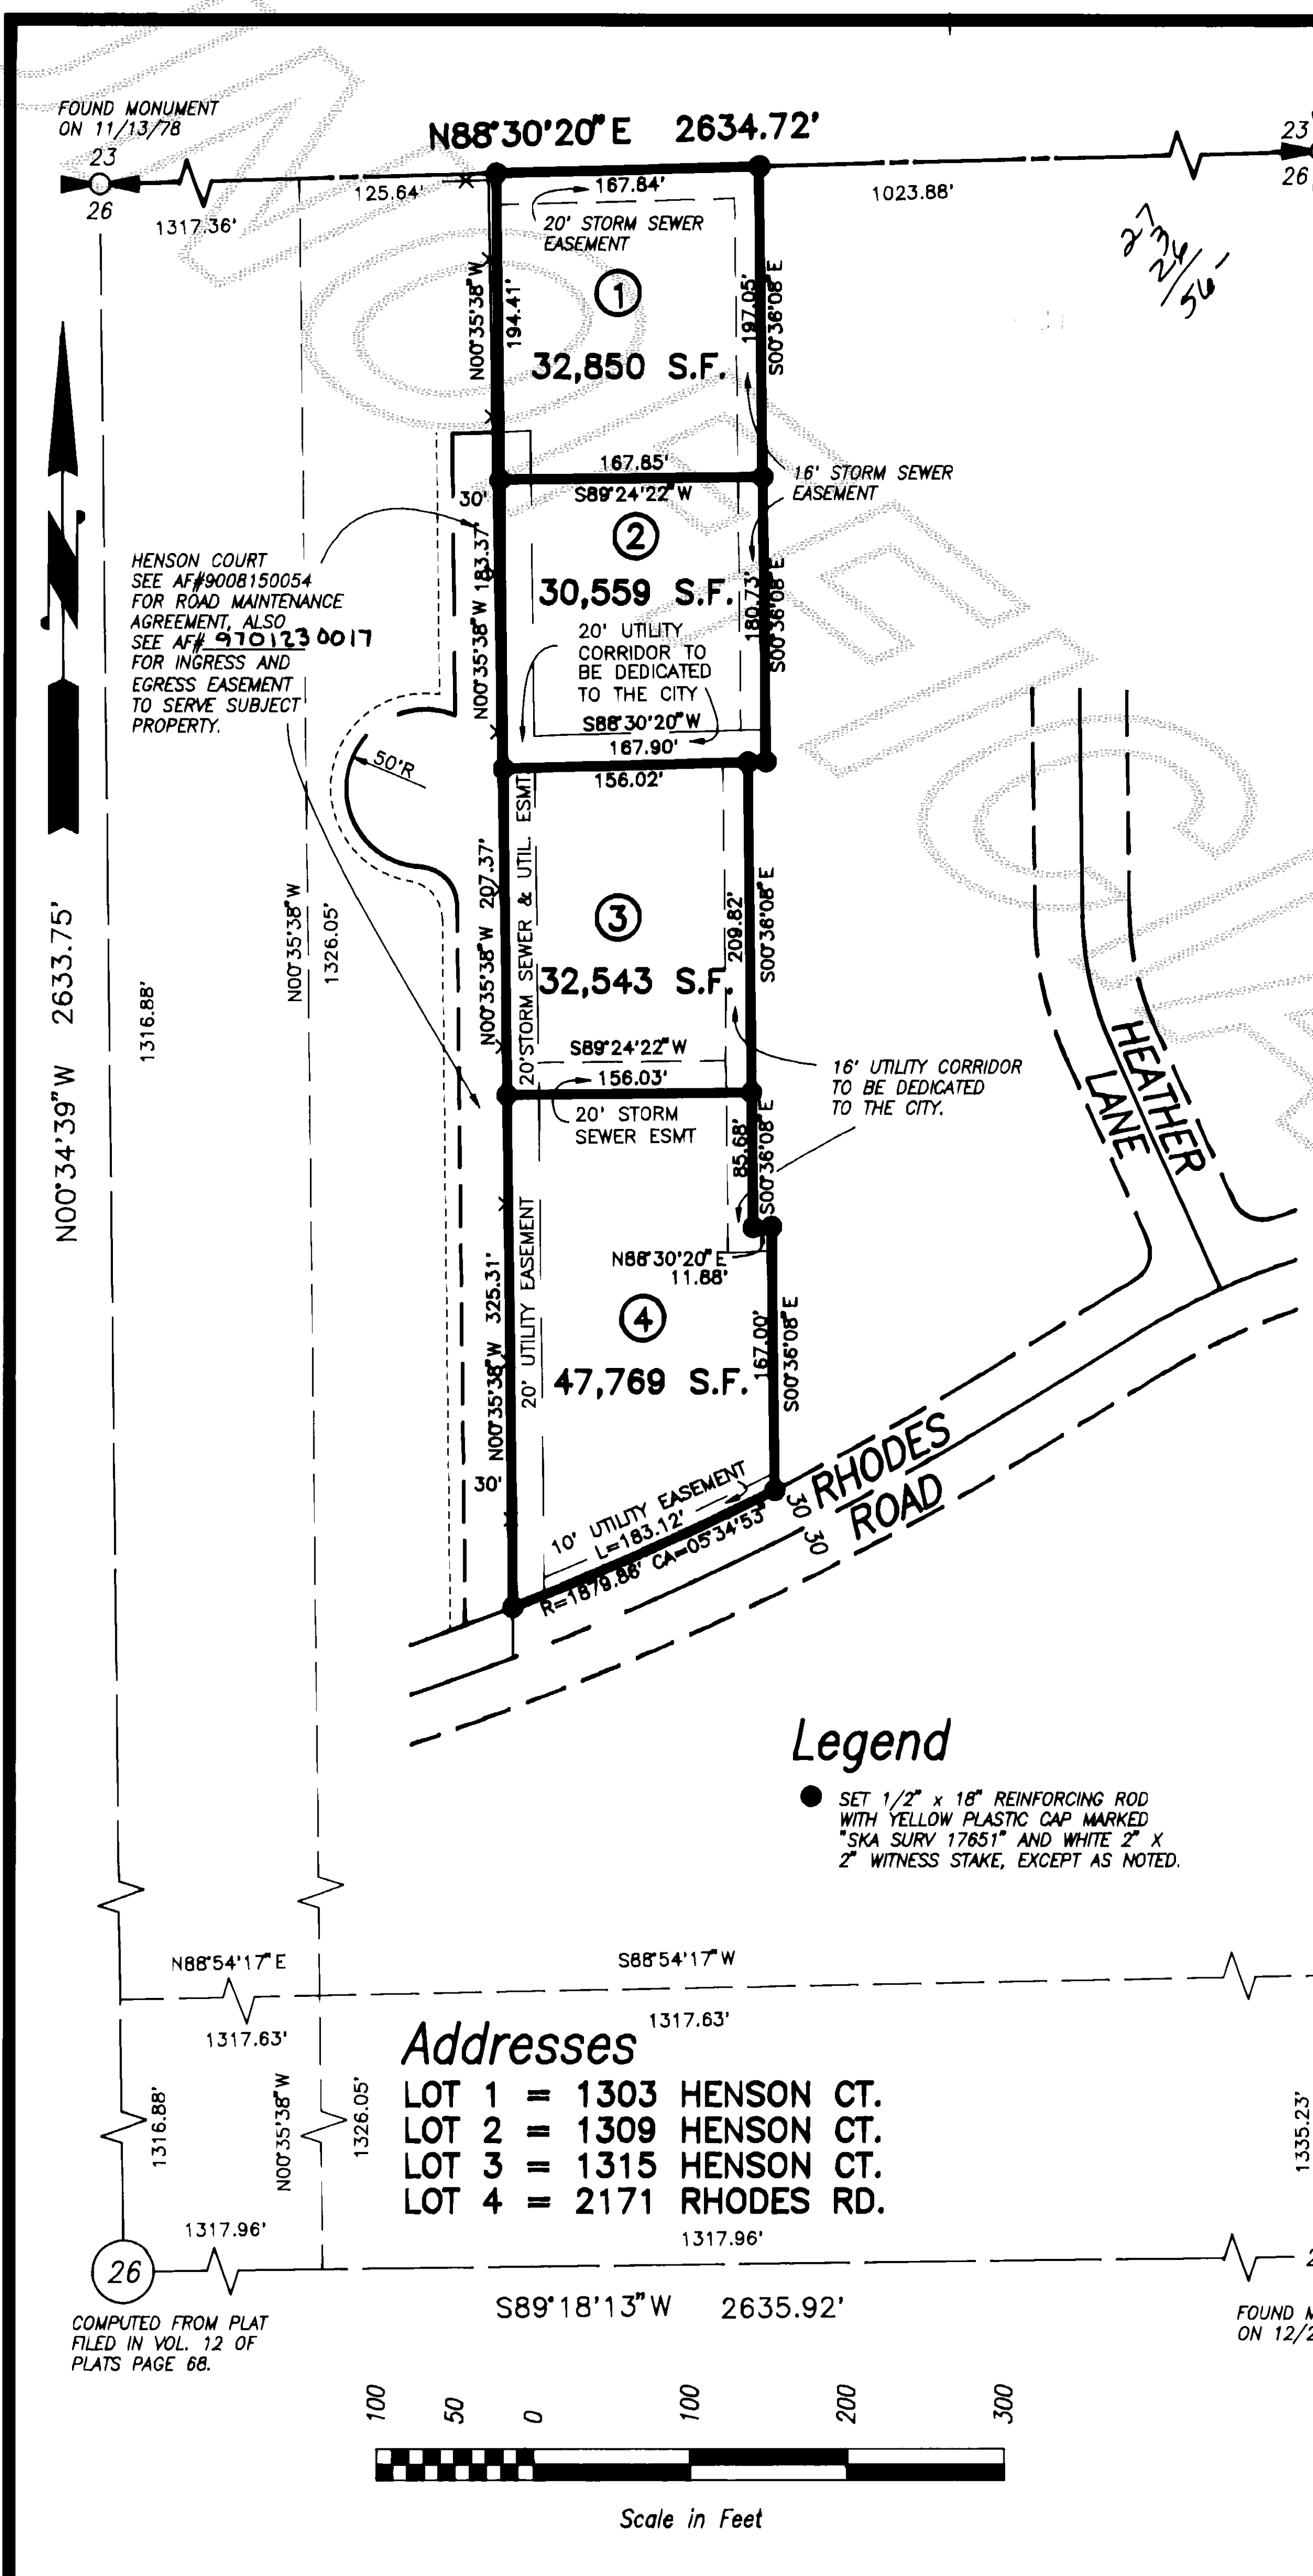 FOUND MONUMENT
ON 11/13/78
23
26
N88°30'20"E 2634.72'
23
26
1317.36'
125.64'
167.84'
1023.88'
20' STORM SEWER
EASEMENT
27
36
26
56
N00°35'38"W
194.41'
1
197.05'
S00°36'08"E
32,850 S.F.
167.85'
S89°24'22"W
16' STORM SEWER
EASEMENT
30'
2
30,559 S.F.
N00°35'38"W 183.37'
180.73'
S00°36'08"E
HENSON COURT
SEE AF#9008150054
FOR ROAD MAINTENANCE
AGREEMENT, ALSO
SEE AF# 9701230017
FOR INGRESS AND
EGRESS EASEMENT
TO SERVE SUBJECT
PROPERTY.
20' UTILITY
CORRIDOR TO
BE DEDICATED
TO THE CITY
S88°30'20"W
167.90'
156.02'
50'R
20'STORM SEWER & UTIL. ESMT
N00°35'38"W 207.37'
3
32,543 S.F.
209.82'
S00°36'08"E
N00°34'39"W 2633.75'
1316.88'
N00°35'38"W
1326.05'
S89°24'22"W
156.03'
20' STORM
SEWER ESMT
16' UTILITY CORRIDOR
TO BE DEDICATED
TO THE CITY.
HEATHER
LANE
85.68'
S00°36'08"E
N88°30'20"E
11.88'
20' UTILITY EASEMENT
N00°35'38"W 325.31'
4
47,769 S.F.
167.00'
S00°36'08"E
30'
10' UTILITY EASEMENT
L=183.12'
R=1879.86' CA=05°34'53"
30
30
RHODES
ROAD
Legend
SET 1/2" x 18" REINFORCING ROD
WITH YELLOW PLASTIC CAP MARKED
"SKA SURV 17651" AND WHITE 2" X
2" WITNESS STAKE, EXCEPT AS NOTED.
N88°54'17"E
S88°54'17"W
1317.63'
1317.63'
Addresses
LOT 1 = 1303 HENSON CT.
LOT 2 = 1309 HENSON CT.
LOT 3 = 1315 HENSON CT.
LOT 4 = 2171 RHODES RD.
1316.88'
N00°35'38"W
1326.05'
1335.23'
1317.96'
1317.96'
26
S89°18'13"W 2635.92'
COMPUTED FROM PLAT
FILED IN VOL. 12 OF
PLATS PAGE 68.
FOUND M
ON 12/2
100 50 0 100 200 300
Scale in Feet